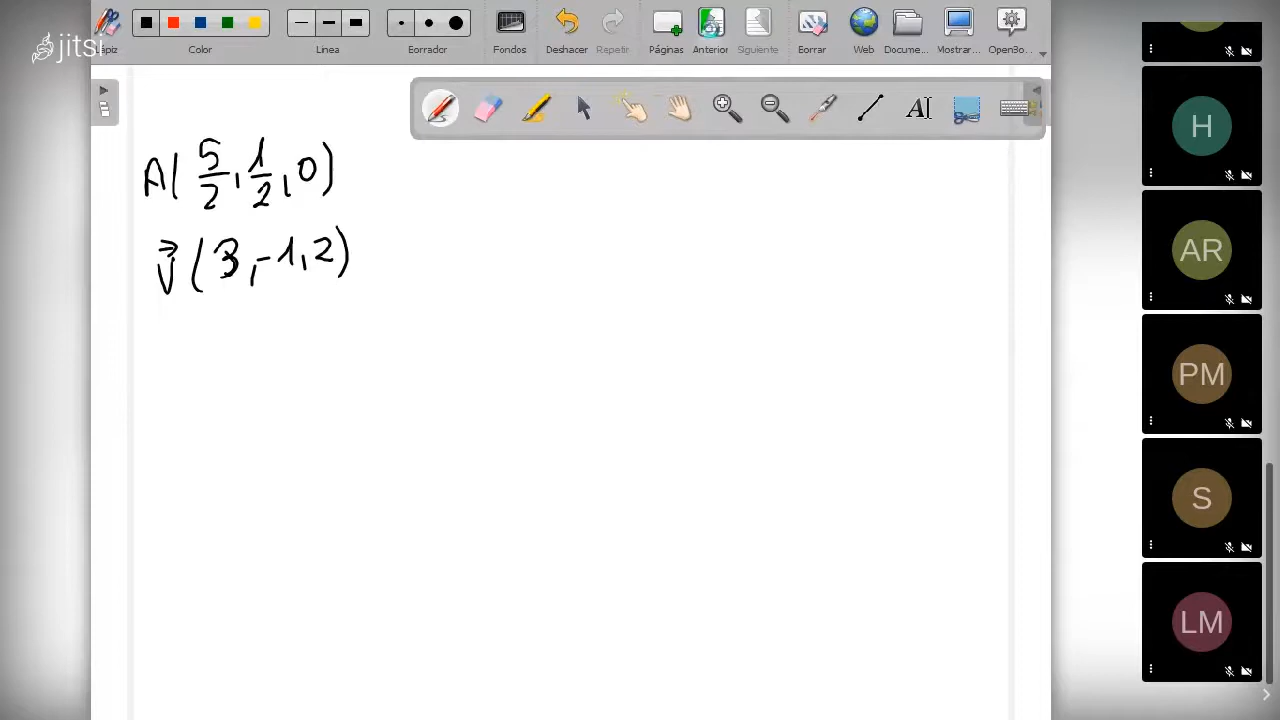 jitsi
Lápiz Color Línea Borrador Fondos Deshacer Repetir Páginas Anterior Siguiente Borrar Web Docume... Mostrar... OpenBo...
A(5/2, 1/2, 0)
v⃗(3, -1, 2)
H
AR
PM
S
LM